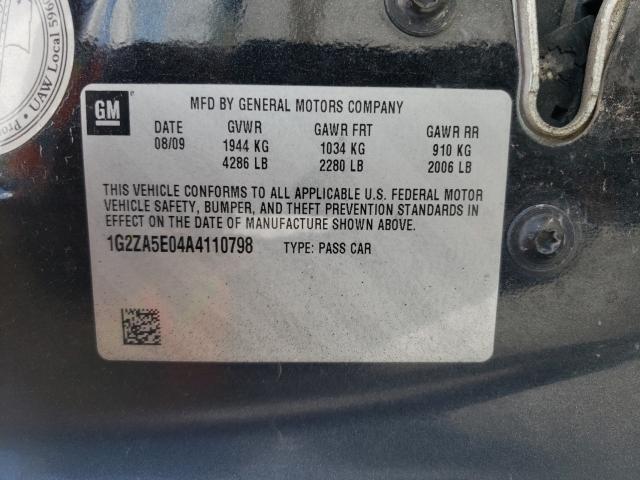 UAW Local 596
GM
MFD BY GENERAL MOTORS COMPANY
DATE GVWR GAWR FRT GAWR RR
08/09 1944 KG 1034 KG 910 KG
4286 LB 2280 LB 2006 LB
THIS VEHICLE CONFORMS TO ALL APPLICABLE U.S. FEDERAL MOTOR
VEHICLE SAFETY, BUMPER, AND THEFT PREVENTION STANDARDS IN
EFFECT ON THE DATE OF MANUFACTURE SHOWN ABOVE.
1G2ZA5E04A4110798 TYPE: PASS CAR